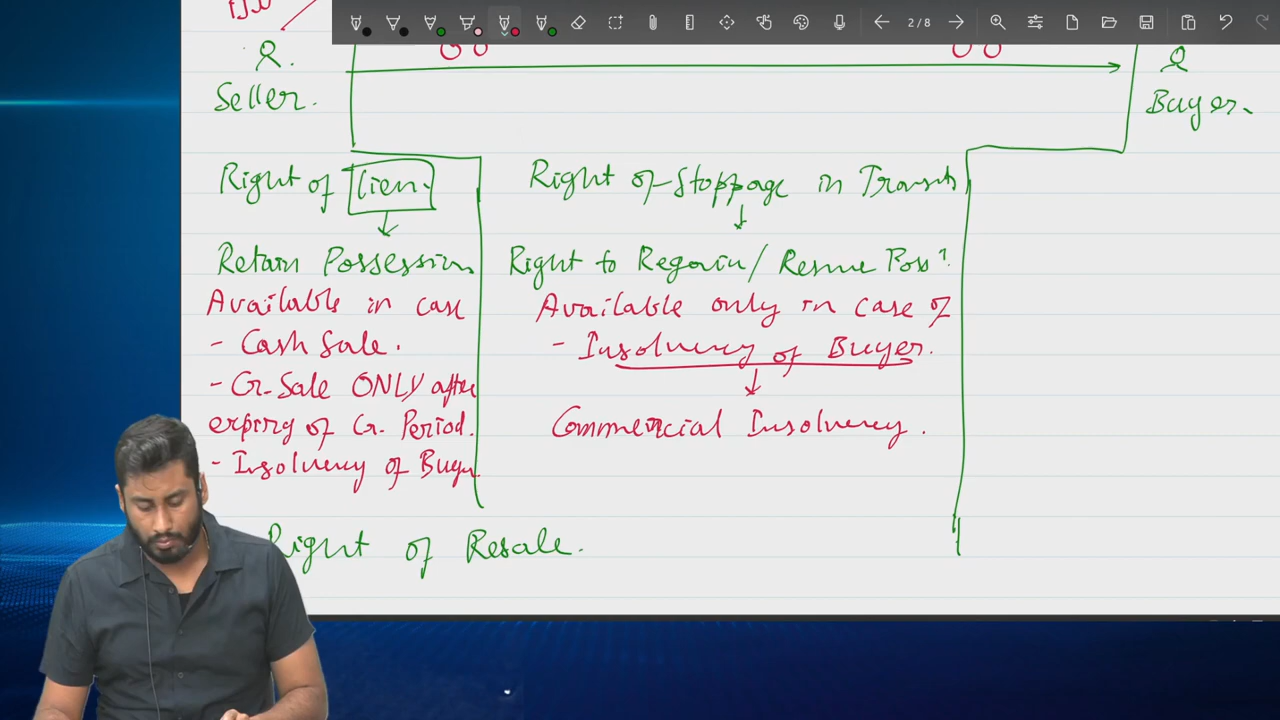 2/8
Seller.
Buyer.
Right of Lien.
Right of Stoppage in Transit
Retain Possession
Right to Regain/ Resume Possn
Available in case
- Cash Sale.
- Cr. Sale ONLY after
expiry of Cr. Period.
- Insolvency of Buyer
Available only in case of
- Insolvency of Buyer.
Commercial Insolvency.
Right of Resale.